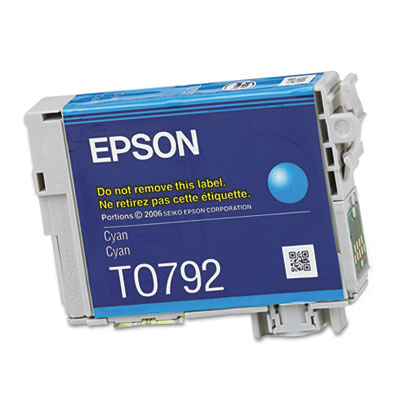 EPSON
Do not remove this label.
Ne retirez pas cette étiquette.
Portions © 2006 SEIKO EPSON CORPORATION
Cyan
Cyan
T0792